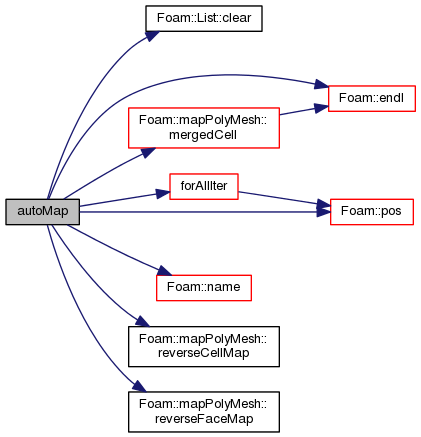 Foam::List::clear
Foam::endl
Foam::mapPolyMesh::
mergedCell
forAllIter
autoMap
Foam::pos
Foam::name
Foam::mapPolyMesh::
reverseCellMap
Foam::mapPolyMesh::
reverseFaceMap